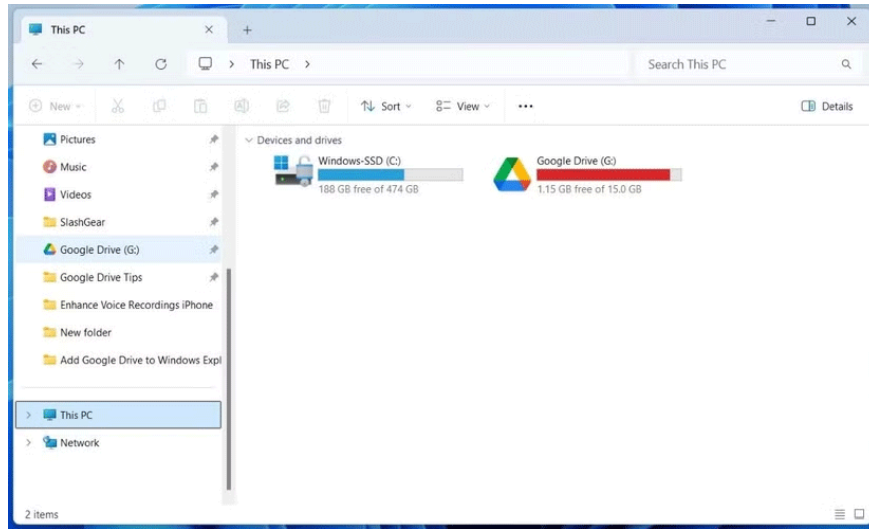 This PC
This PC
Search This PC
New
Sort
View
Details
Pictures
Music
Videos
SlashGear
Google Drive (G:)
Google Drive Tips
Enhance Voice Recordings iPhone
New folder
Add Google Drive to Windows Expl
This PC
Network
Devices and drives
Windows-SSD (C:)
188 GB free of 474 GB
Google Drive (G:)
1.15 GB free of 15.0 GB
2 items